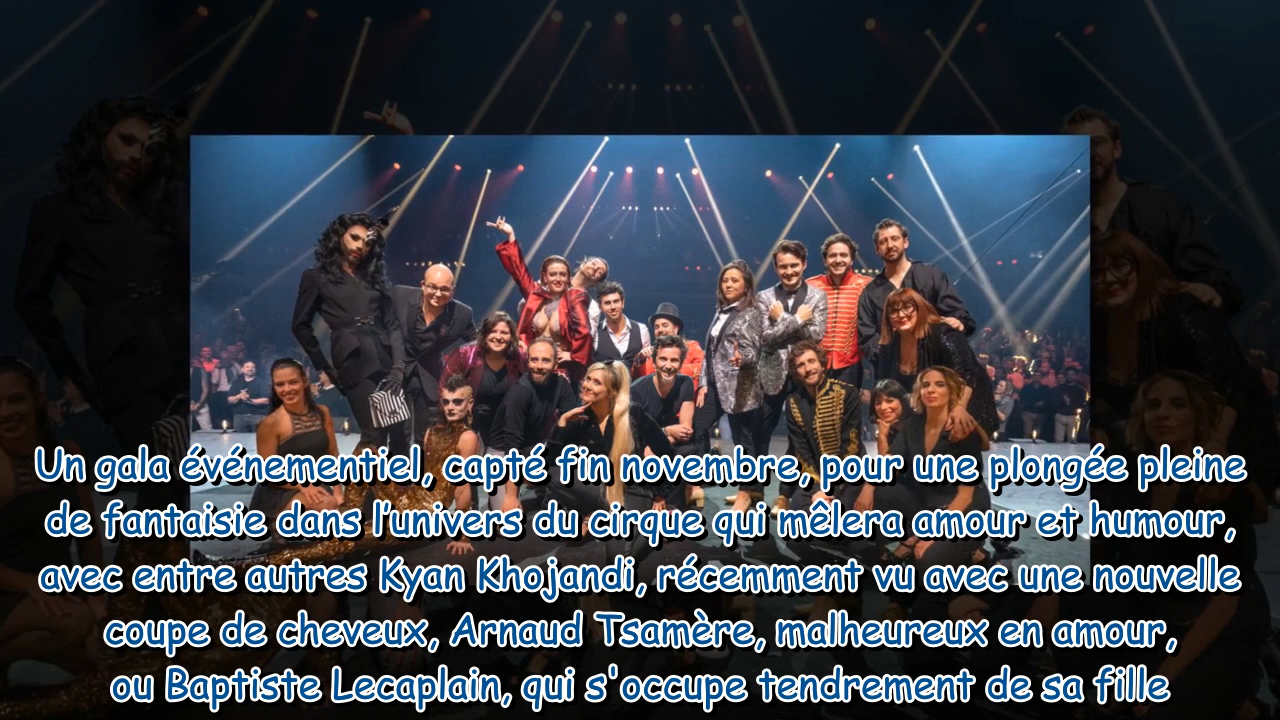 Un gala événementiel, capté fin novembre, pour une plongée pleine
de fantaisie dans l'univers du cirque qui mêlera amour et humour,
avec entre autres Kyan Khojandi, récemment vu avec une nouvelle
coupe de cheveux, Arnaud Tsamère, malheureux en amour,
ou Baptiste Lecaplain, qui s'occupe tendrement de sa fille